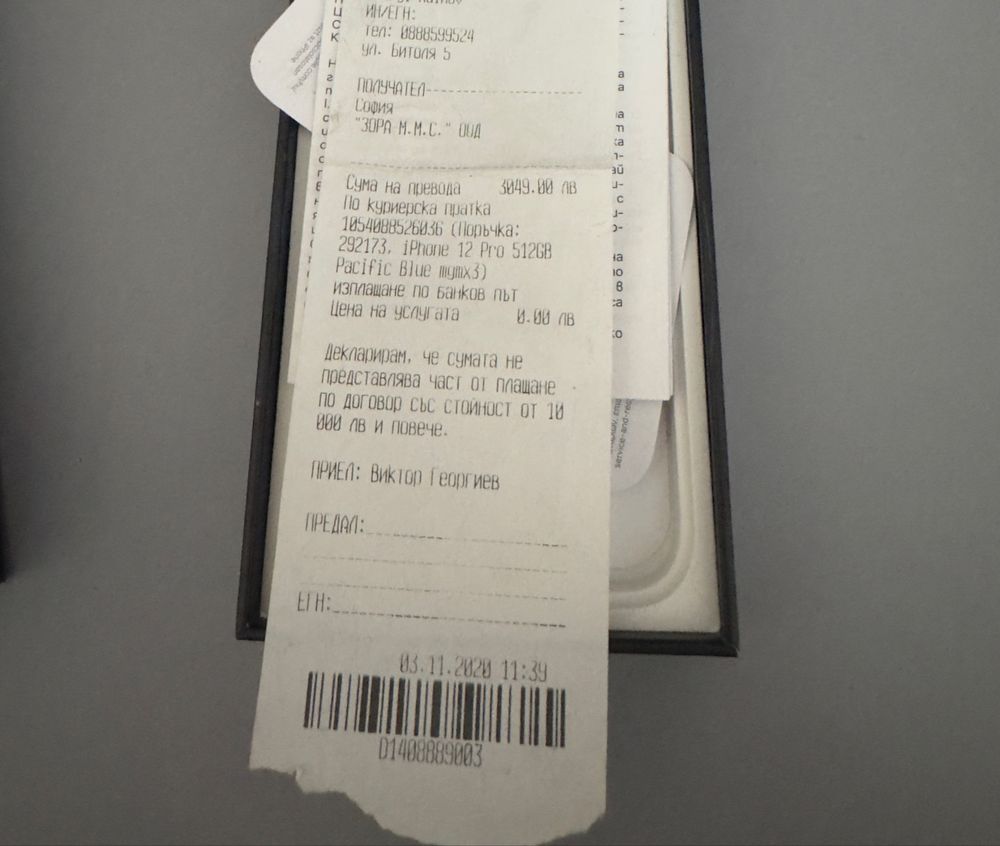 ИН/ЕГН:
тел: 0888599524
ул. Битоля 5
ПОЛУЧАТЕЛ
София
"ЗОРА М.М.С." ООД
Сума на превода 3049.00 лв
По куриерска пратка
1054088526036 (Поръчка:
292173, iPhone 12 Pro 512GB
Pacific Blue mgmx3)
изплащане по банков път
Цена на услугата 0.00 лв
Декларирам, че сумата не
представлява част от плащане
по договор със стойност от 10
000 лв и повече.
ПРИЕЛ: Виктор Георгиев
ПРЕДАЛ:
ЕГН:
03.11.2020 11:39
D1408889003